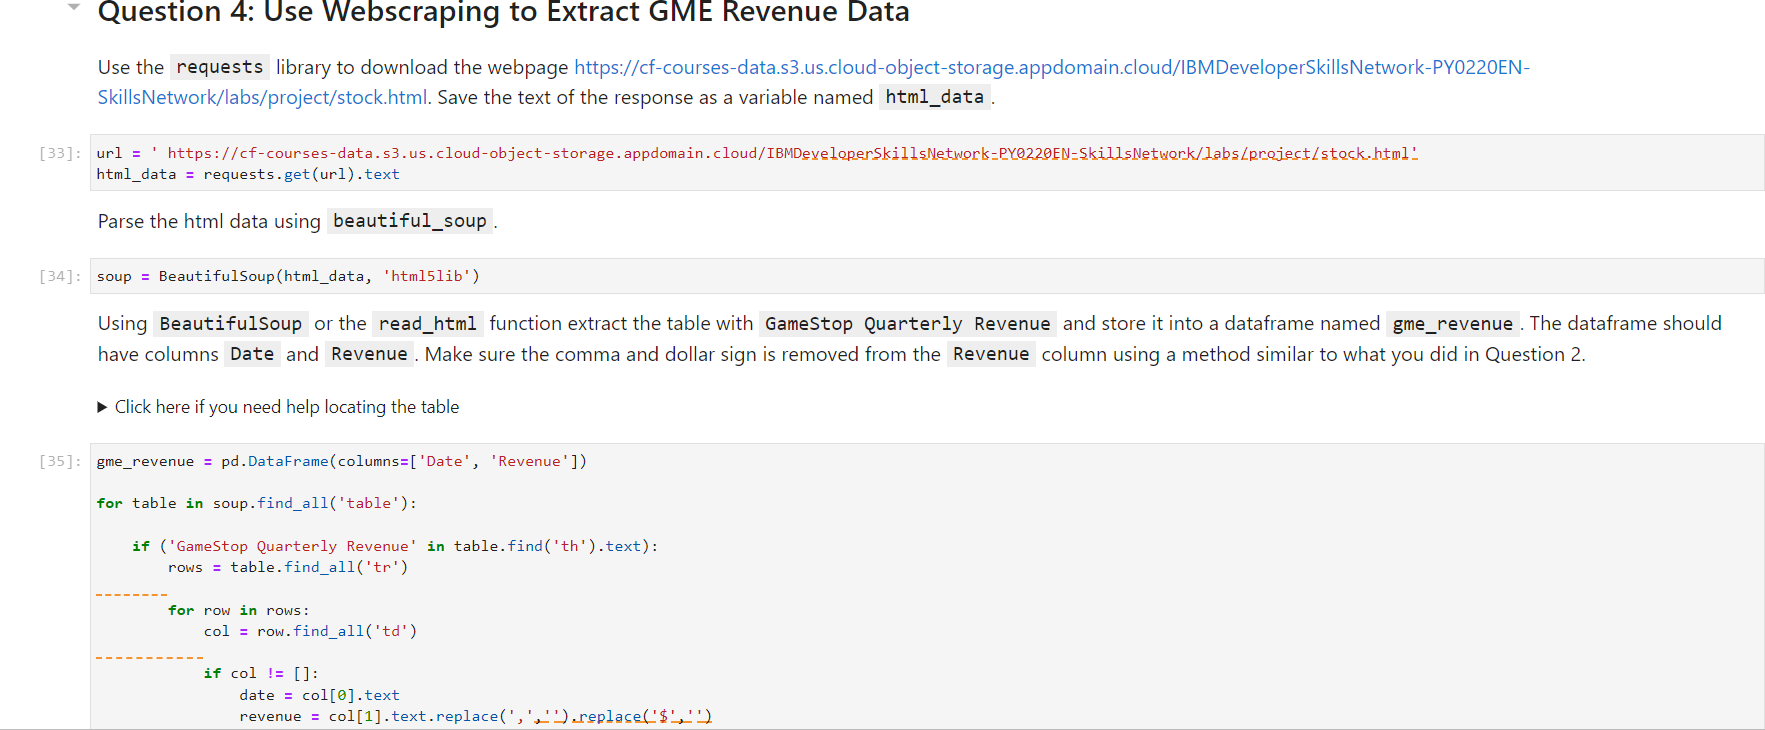 Question 4: Use Webscraping to Extract GME Revenue Data
Use the requests library to download the webpage https://cf-courses-data.s3.us.cloud-object-storage.appdomain.cloud/IBMDeveloperSkillsNetwork-PY0220EN-
SkillsNetwork/labs/project/stock.html. Save the text of the response as a variable named html_data.
[33]: url = ' https://cf-courses-data.s3.us.cloud-object-storage.appdomain.cloud/IBMDeveloperSkillsNetwork-PY0220EN-SkillsNetwork/labs/project/stock.html'
html_data = requests.get(url).text
Parse the html data using beautiful_soup.
[34]: soup = BeautifulSoup(html_data, 'html5lib')
Using BeautifulSoup or the read_html function extract the table with GameStop Quarterly Revenue and store it into a dataframe named gme_revenue. The dataframe should
have columns Date and Revenue. Make sure the comma and dollar sign is removed from the Revenue column using a method similar to what you did in Question 2.
Click here if you need help locating the table
[35]: gme_revenue = pd.DataFrame(columns=['Date', 'Revenue'])
for table in soup.find_all('table'):
if ('GameStop Quarterly Revenue' in table.find('th').text):
rows = table.find_all('tr')
for row in rows:
col = row.find_all('td')
if col != []:
date = col[0].text
revenue = col[1].text.replace(',','').replace('$','')